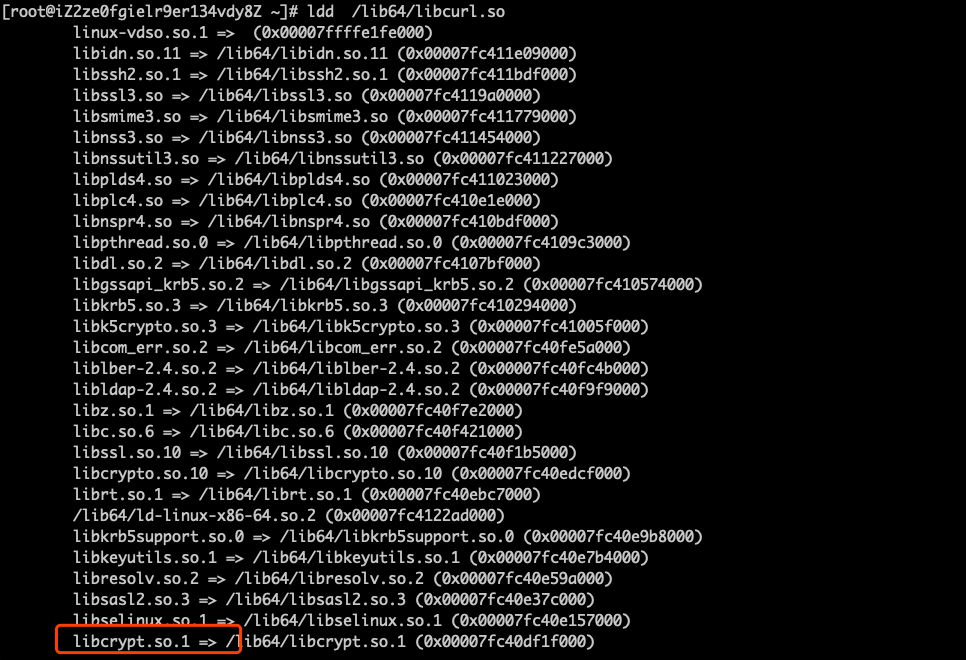 [root@iZ2ze0fgielr9er134vdy8Z ~]# ldd  /lib64/libcurl.so
linux-vdso.so.1 =>  (0x00007ffffe1fe000)
libidn.so.11 => /lib64/libidn.so.11 (0x00007fc411e09000)
libssh2.so.1 => /lib64/libssh2.so.1 (0x00007fc411bdf000)
libssl3.so => /lib64/libssl3.so (0x00007fc4119a0000)
libsmime3.so => /lib64/libsmime3.so (0x00007fc411779000)
libnss3.so => /lib64/libnss3.so (0x00007fc411454000)
libnssutil3.so => /lib64/libnssutil3.so (0x00007fc411227000)
libplds4.so => /lib64/libplds4.so (0x00007fc411023000)
libplc4.so => /lib64/libplc4.so (0x00007fc410e1e000)
libnspr4.so => /lib64/libnspr4.so (0x00007fc410bdf000)
libpthread.so.0 => /lib64/libpthread.so.0 (0x00007fc4109c3000)
libdl.so.2 => /lib64/libdl.so.2 (0x00007fc4107bf000)
libgssapi_krb5.so.2 => /lib64/libgssapi_krb5.so.2 (0x00007fc410574000)
libkrb5.so.3 => /lib64/libkrb5.so.3 (0x00007fc410294000)
libk5crypto.so.3 => /lib64/libk5crypto.so.3 (0x00007fc41005f000)
libcom_err.so.2 => /lib64/libcom_err.so.2 (0x00007fc40fe5a000)
liblber-2.4.so.2 => /lib64/liblber-2.4.so.2 (0x00007fc40fc4b000)
libldap-2.4.so.2 => /lib64/libldap-2.4.so.2 (0x00007fc40f9f9000)
libz.so.1 => /lib64/libz.so.1 (0x00007fc40f7e2000)
libc.so.6 => /lib64/libc.so.6 (0x00007fc40f421000)
libssl.so.10 => /lib64/libssl.so.10 (0x00007fc40f1b5000)
libcrypto.so.10 => /lib64/libcrypto.so.10 (0x00007fc40edcf000)
librt.so.1 => /lib64/librt.so.1 (0x00007fc40ebc7000)
/lib64/ld-linux-x86-64.so.2 (0x00007fc4122ad000)
libkrb5support.so.0 => /lib64/libkrb5support.so.0 (0x00007fc40e9b8000)
libkeyutils.so.1 => /lib64/libkeyutils.so.1 (0x00007fc40e7b4000)
libresolv.so.2 => /lib64/libresolv.so.2 (0x00007fc40e59a000)
libsasl2.so.3 => /lib64/libsasl2.so.3 (0x00007fc40e37c000)
libselinux.so.1 => /lib64/libselinux.so.1 (0x00007fc40e157000)
libcrypt.so.1 => /lib64/libcrypt.so.1 (0x00007fc40df1f000)